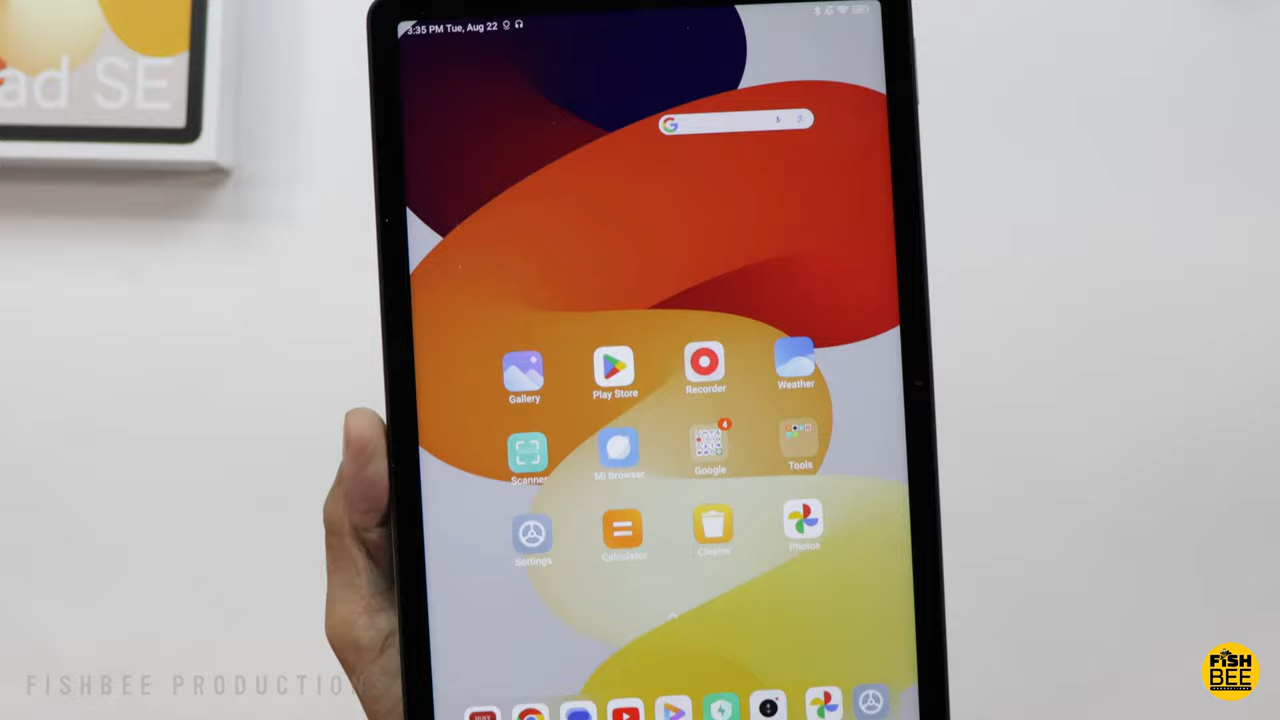 3:35 PM Tue, Aug 22
ad SE
Gallery
Play Store
Recorder
Weather
4
Scanner
Mi Browser
Google
Tools
Settings
Calculator
Cleaner
Photos
FISHBEE PRODUCTION
FISH
BEE
PRODUCTIONS